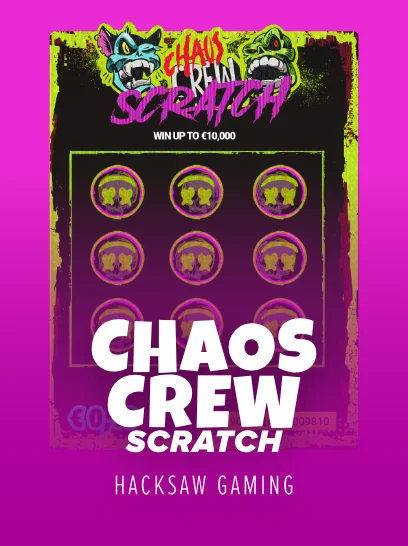 CHAOS
CREW
SCRATCH
WIN UP TO €10,000
CHAOS
CREW
SCRATCH
HACKSAW GAMING